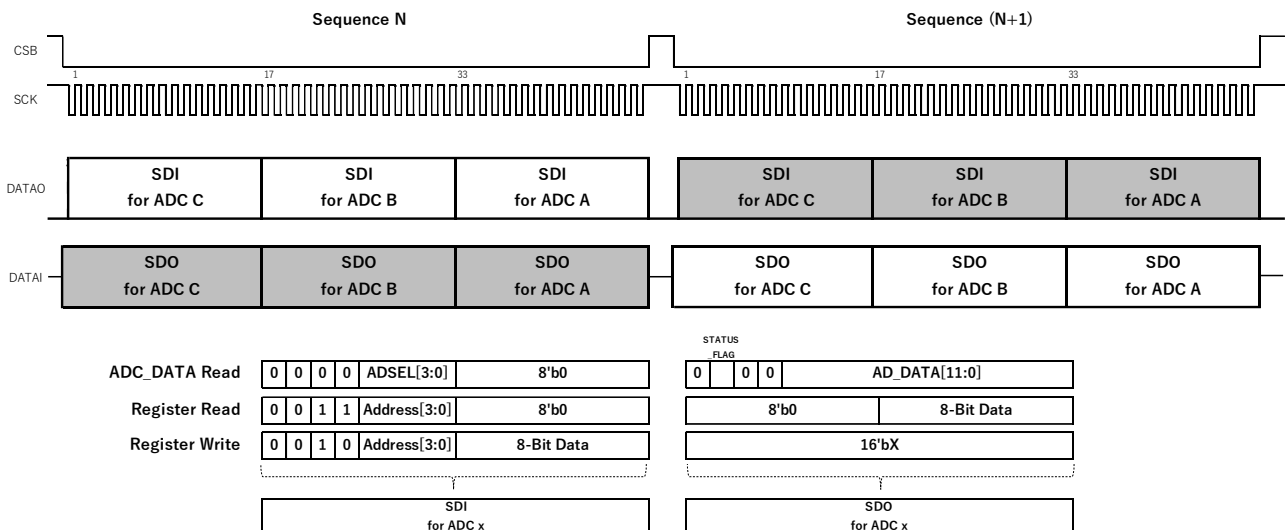 Sequence N
Sequence (N+1)
CSB
1
17
33
1
17
33
SCK
DATAO
SDI
for ADC C
SDI
for ADC B
SDI
for ADC A
SDI
for ADC C
SDI
for ADC B
SDI
for ADC A
DATAI
SDO
for ADC C
SDO
for ADC B
SDO
for ADC A
SDO
for ADC C
SDO
for ADC B
SDO
for ADC A
STATUS
_FLAG
ADC_DATA Read
0 0 0 0 ADSEL[3:0] 8'b0
0 0 0 AD_DATA[11:0]
Register Read
0 0 1 1 Address[3:0] 8'b0
8'b0 8-Bit Data
Register Write
0 0 1 0 Address[3:0] 8-Bit Data
16'bX
SDI
for ADC x
SDO
for ADC x